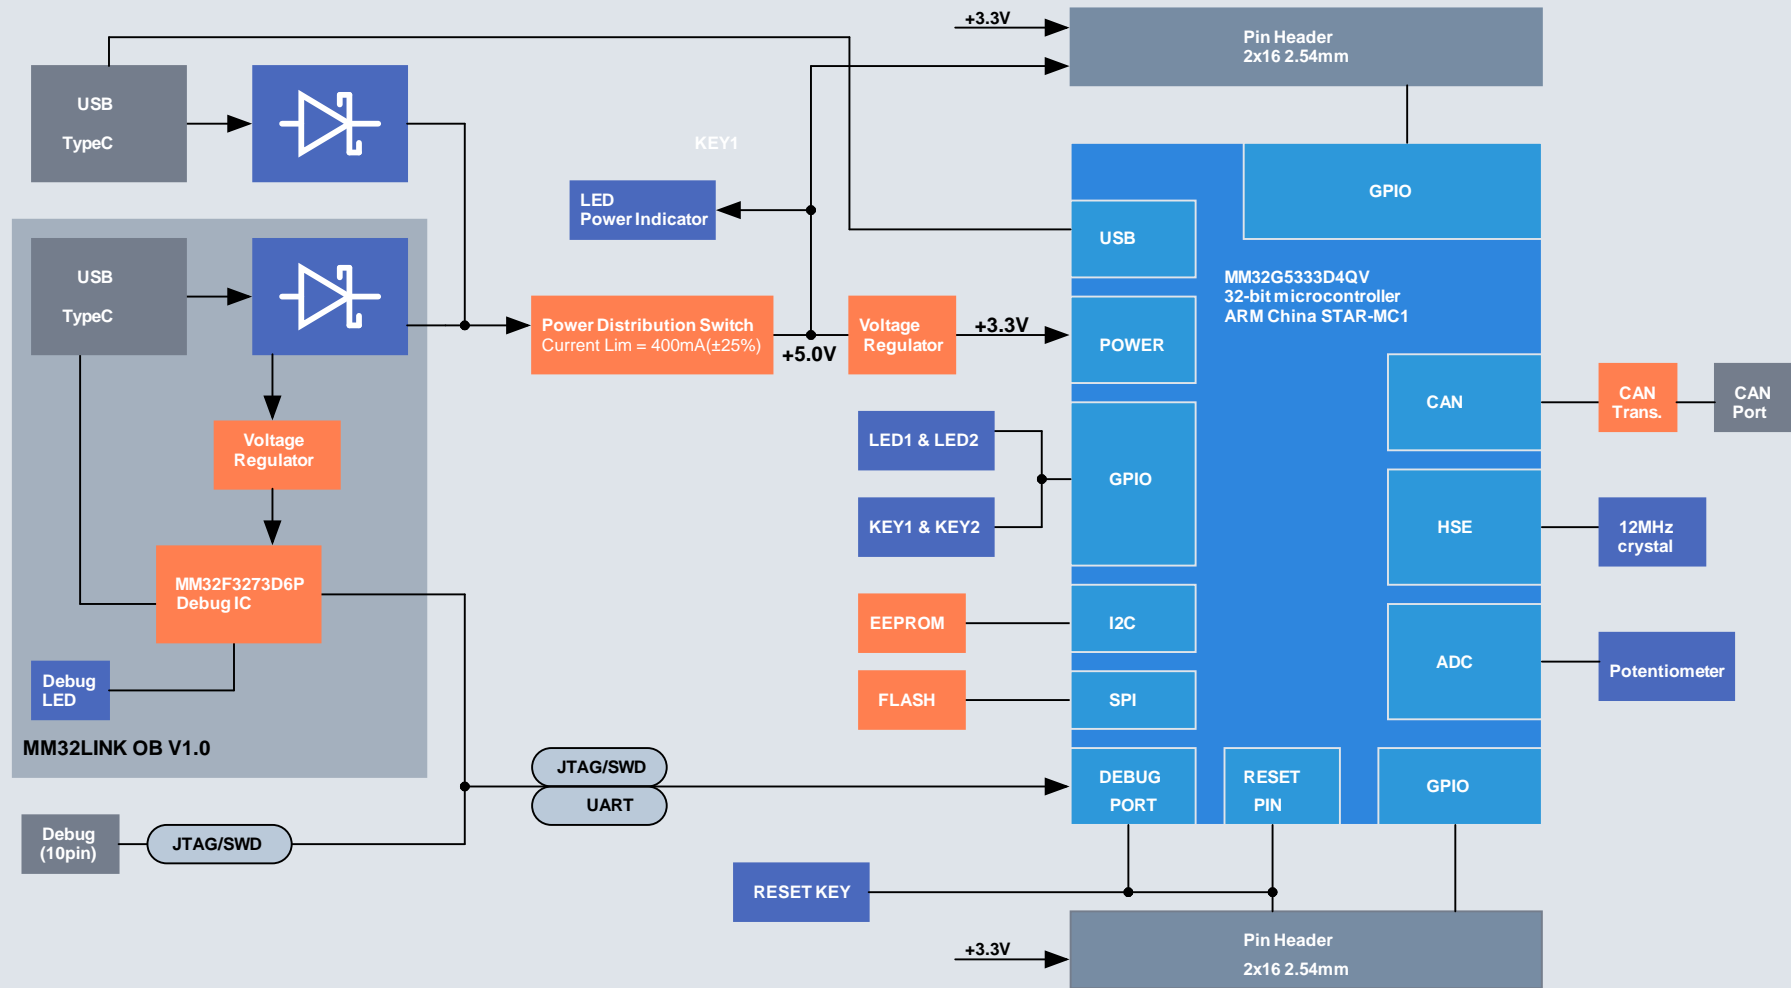 +3.3V
Pin Header
2x16 2.54mm
USB
TypeC
KEY1
LED
Power Indicator
GPIO
USB
MM32G5333D4QV
32-bit microcontroller
ARM China STAR-MC1
USB
TypeC
Power Distribution Switch
Current Lim = 400mA(±25%)
+5.0V
Voltage
Regulator
+3.3V
POWER
CAN
CAN
Trans.
CAN
Port
LED1 & LED2
Voltage
Regulator
GPIO
KEY1 & KEY2
HSE
12MHz
crystal
MM32F3273D6P
Debug IC
EEPROM
I2C
ADC
Potentiometer
Debug
LED
FLASH
SPI
MM32LINK OB V1.0
JTAG/SWD
UART
DEBUG
PORT
RESET
PIN
GPIO
Debug
(10pin)
JTAG/SWD
RESET KEY
+3.3V
Pin Header
2x16 2.54mm